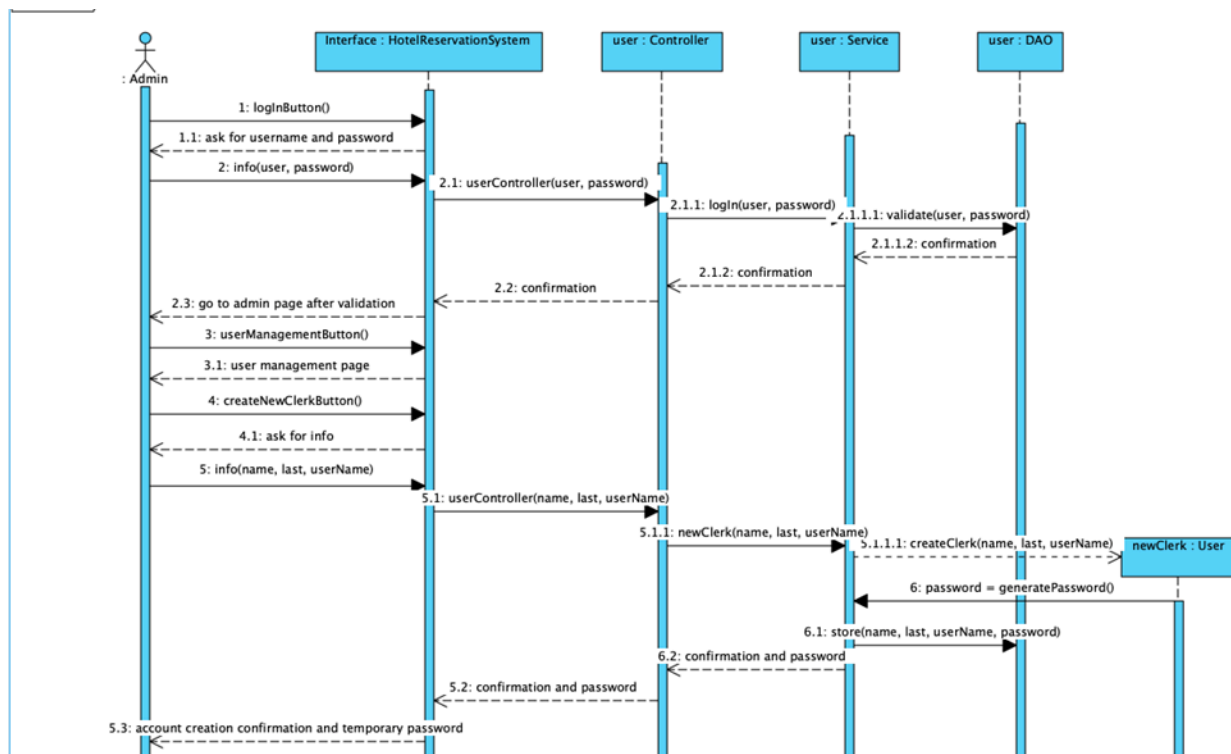 Interface : HotelReservationSystem
user : Controller
user : Service
user : DAO
: Admin
1: logInButton()
1.1: ask for username and password
2: info(user, password)
2.1: userController(user, password)
2.1.1: logIn(user, password)
2.1.1.1: validate(user, password)
2.1.1.2: confirmation
2.1.2: confirmation
2.2: confirmation
2.3: go to admin page after validation
3: userManagementButton()
3.1: user management page
4: createNewClerkButton()
4.1: ask for info
5: info(name, last, userName)
5.1: userController(name, last, userName)
5.1.1: newClerk(name, last, userName)
5.1.1.1: createClerk(name, last, userName)
newClerk : User
6: password = generatePassword()
6.1: store(name, last, userName, password)
6.2: confirmation and password
5.2: confirmation and password
5.3: account creation confirmation and temporary password